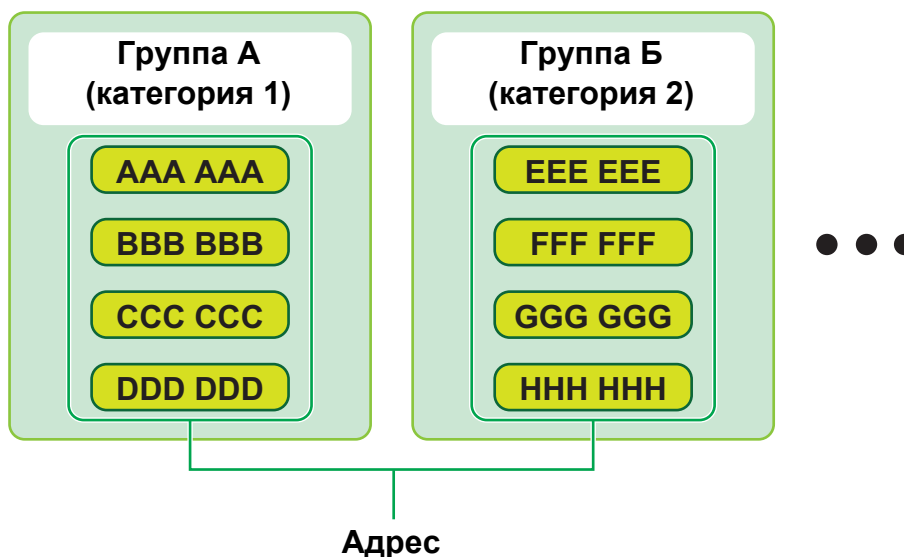 Группа А
(категория 1)
AAA AAA
BBB BBB
CCC CCC
DDD DDD
Группа Б
(категория 2)
EEE EEE
FFF FFF
GGG GGG
HHH HHH
Адрес